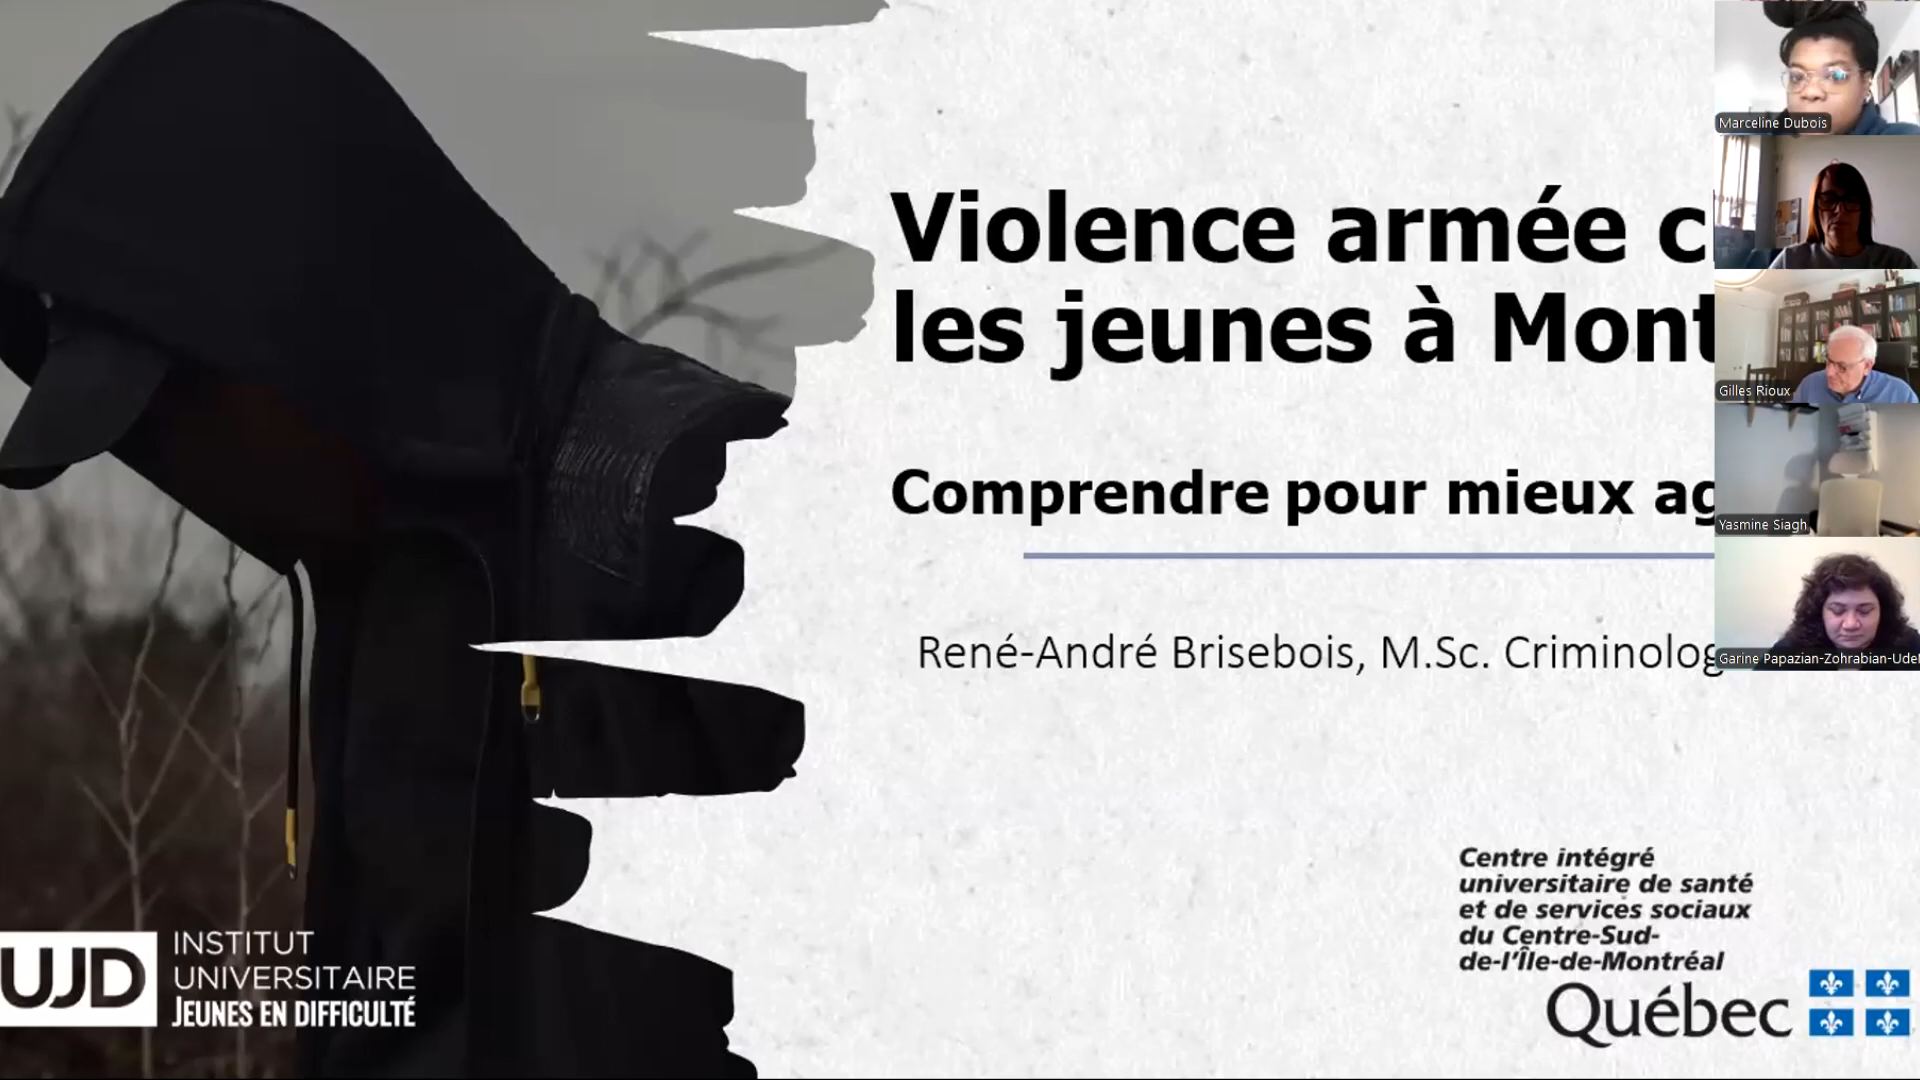 Violence armée c
les jeunes à Mont
Comprendre pour mieux ag
René-André Brisebois, M.Sc. Criminolog
Centre intégré
universitaire de santé
et de services sociaux
du Centre-Sud-
de-l'Île-de-Montréal
Québec
UJD
INSTITUT
UNIVERSITAIRE
JEUNES EN DIFFICULTÉ
Marceline Dubois
Gilles Rioux
Yasmine Siagh
Garine Papazian-Zohrabian-Ude